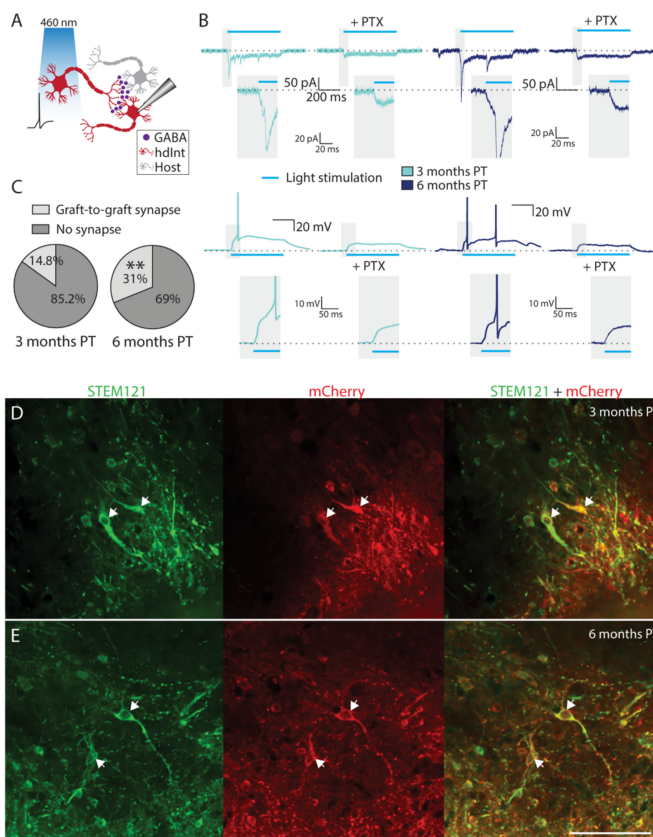 A
460 nm
GABA
hdInt
Host
B
+ PTX
+ PTX
50 pA
200 ms
20 pA
20 ms
50 pA
200 ms
20 pA
20 ms
Light stimulation
3 months PT
6 months PT
C
Graft-to-graft synapse
No synapse
14.8%
85.2%
3 months PT
**
31%
69%
6 months PT
20 mV
20 mV
+ PTX
+ PTX
10 mV
50 ms
10 mV
50 ms
STEM121
mCherry
STEM121 + mCherry
D
3 months P
E
6 months PT